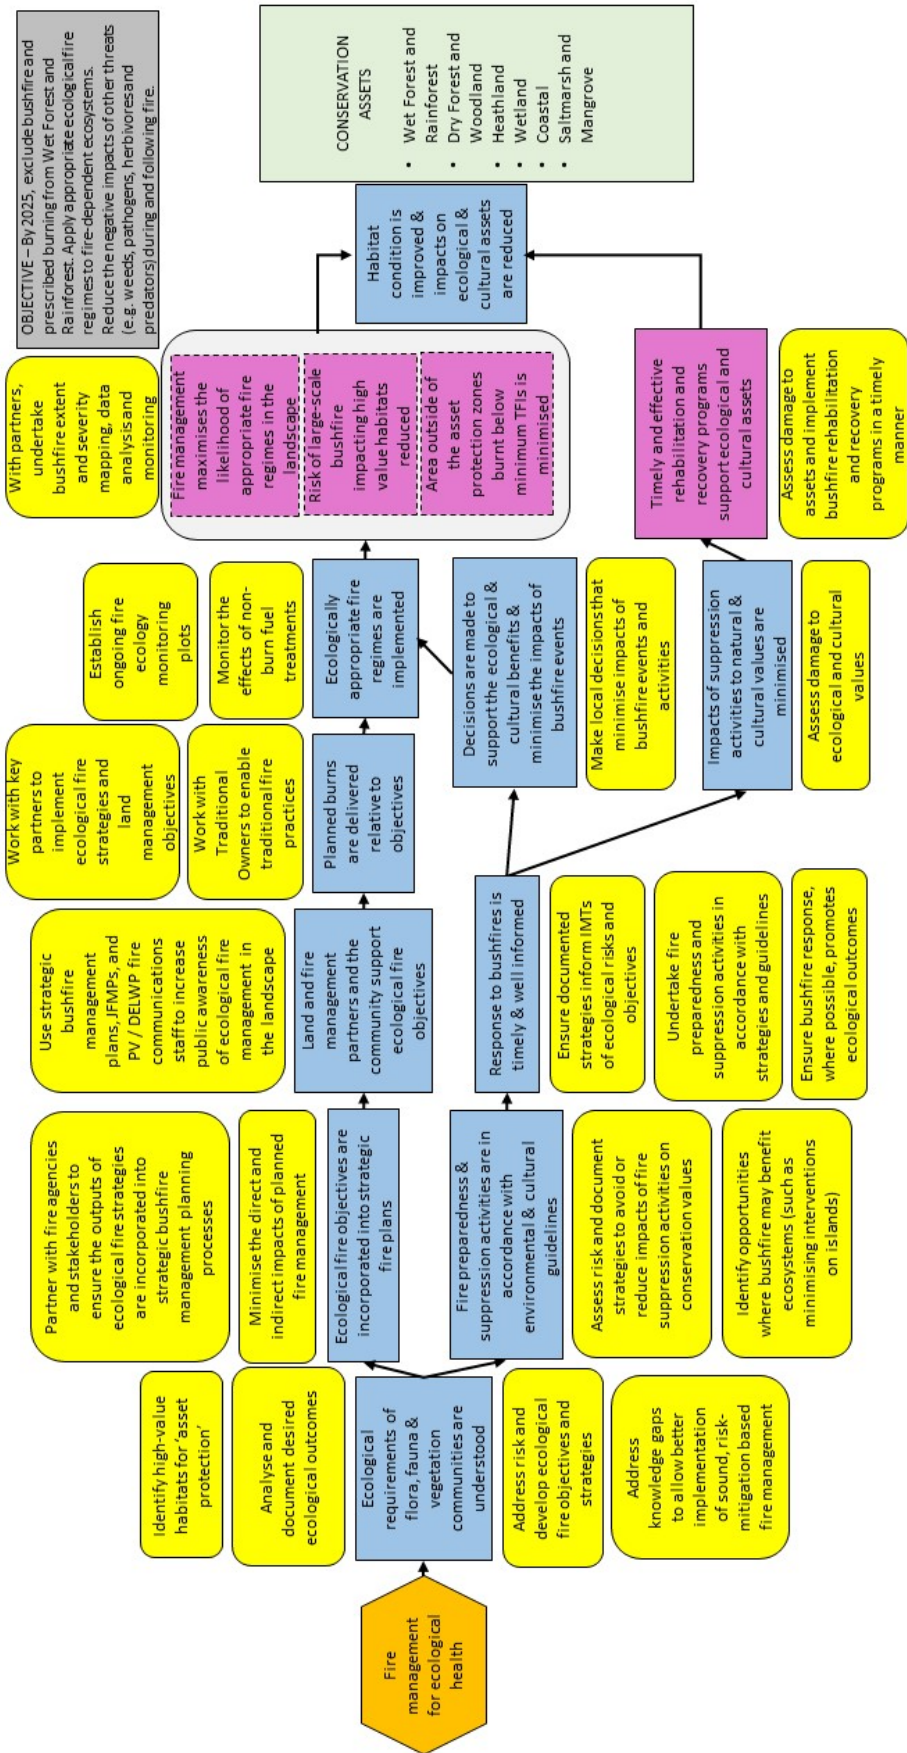 Fire
management
for ecological
health
Identify high-value
habitats for 'asset
protection'
Analyse and
document desired
ecological outcomes
Ecological
requirements of
flora, fauna &
vegetation
communities are
understood
Address risk and
develop ecological
fire objectives and
strategies
Address
knowledge gaps
to allow better
implementation
of sound, risk-
mitigation based
fire management
Partner with fire agencies
and stakeholders to
ensure the outputs of
ecological fire strategies
are incorporated into
strategic bushfire
management planning
processes
Minimise the direct and
indirect impacts of planned
fire management
Ecological fire objectives are
incorporated into strategic
fire plans
Fire preparedness &
suppression activities are in
accordance with
environmental & cultural
guidelines
Assess risk and document
strategies to avoid or
reduce impacts of fire
suppression activities on
conservation values
Identify opportunities
where bushfire may benefit
ecosystems (such as
minimising interventions
on islands)
Use strategic
bushfire
management
plans, JFMPs, and
PV / DELWP fire
communications
staff to increase
public awareness
of ecological fire
management in
the landscape
Land and fire
management
partners and the
community support
ecological fire
objectives
Response to bushfires is
timely & well informed
Ensure documented
strategies inform IMTs
of ecological risks and
objectives
Undertake fire
preparedness and
suppression activities in
accordance with
strategies and guidelines
Ensure bushfire response,
where possible, promotes
ecological outcomes
Work with key
partners to
implement
ecological fire
strategies and
land
management
objectives
Work with
Traditional
Owners to enable
traditional fire
practices
Planned burns
are delivered
relative to
objectives
Establish
ongoing fire
ecology
monitoring
plots
Monitor the
effects of non-
burn fuel
treatments
Ecologically
appropriate fire
regimes are
implemented
Decisions are made to
support the ecological &
cultural benefits &
minimise the impacts of
bushfire events
Make local decisions that
minimise impacts of
bushfire events and
activities
Impacts of suppression
activities to natural &
cultural values are
minimised
Assess damage to
ecological and cultural
values
With partners,
undertake
bushfire extent
and severity
mapping, data
analysis and
monitoring
Fire management
maximises the
likelihood of
appropriate fire
regimes in the
landscape
Risk of large-scale
bushfire
impacting high
value habitats
reduced
Area outside of
the asset
protection zones
burnt below
minimum TFI is
minimised
Timely and effective
rehabilitation and
recovery programs
support ecological and
cultural assets
Assess damage to
assets and implement
bushfire rehabilitation
and recovery
programs in a timely
manner
OBJECTIVE – By 2025, exclude bushfire and
prescribed burning from Wet Forest and
Rainforest. Apply appropriate ecological fire
regimes to fire-dependent ecosystems.
Reduce the negative impacts of other threats
(e.g. weeds, pathogens, herbivores and
predators) during and following fire.
Habitat
condition is
improved &
impacts on
ecological &
cultural assets
are reduced
CONSERVATION
ASSETS
• Wet Forest and
Rainforest
• Dry Forest and
Woodland
• Heathland
• Wetland
• Coastal
• Saltmarsh and
Mangrove